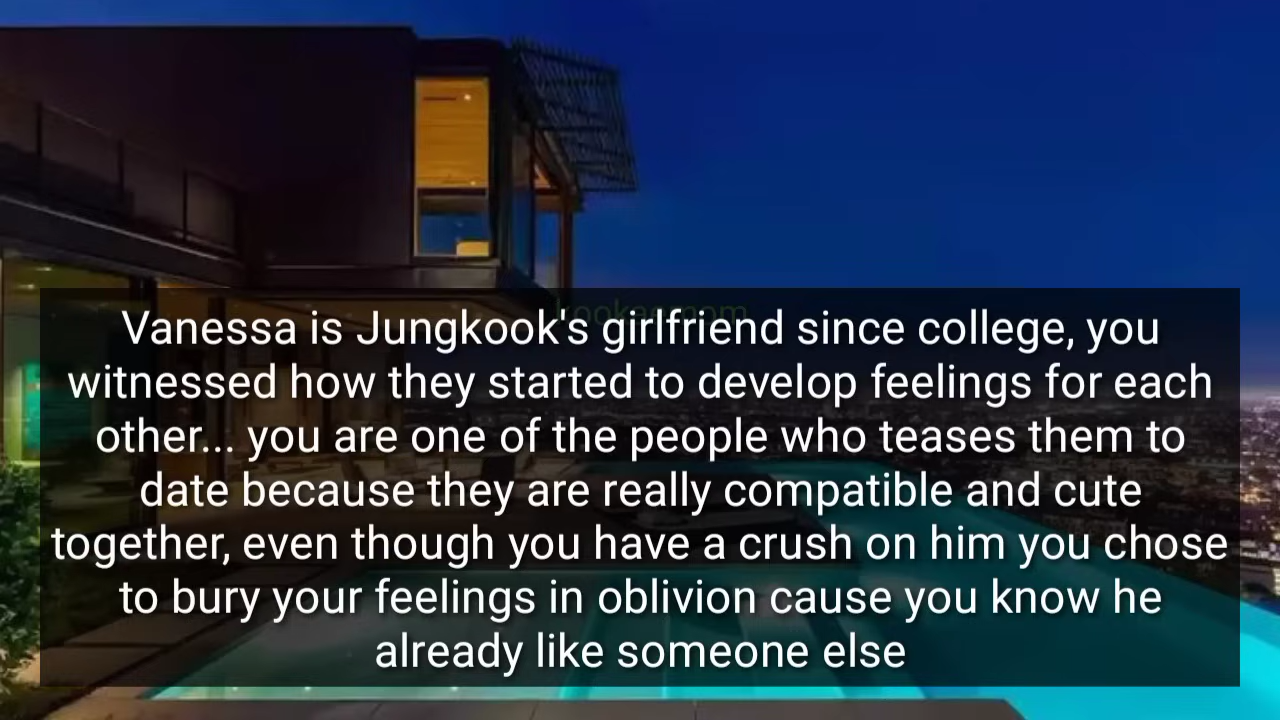 Vanessa is Jungkook's girlfriend since college, you
witnessed how they started to develop feelings for each
other... you are one of the people who teases them to
date because they are really compatible and cute
together, even though you have a crush on him you chose
to bury your feelings in oblivion cause you know he
already like someone else